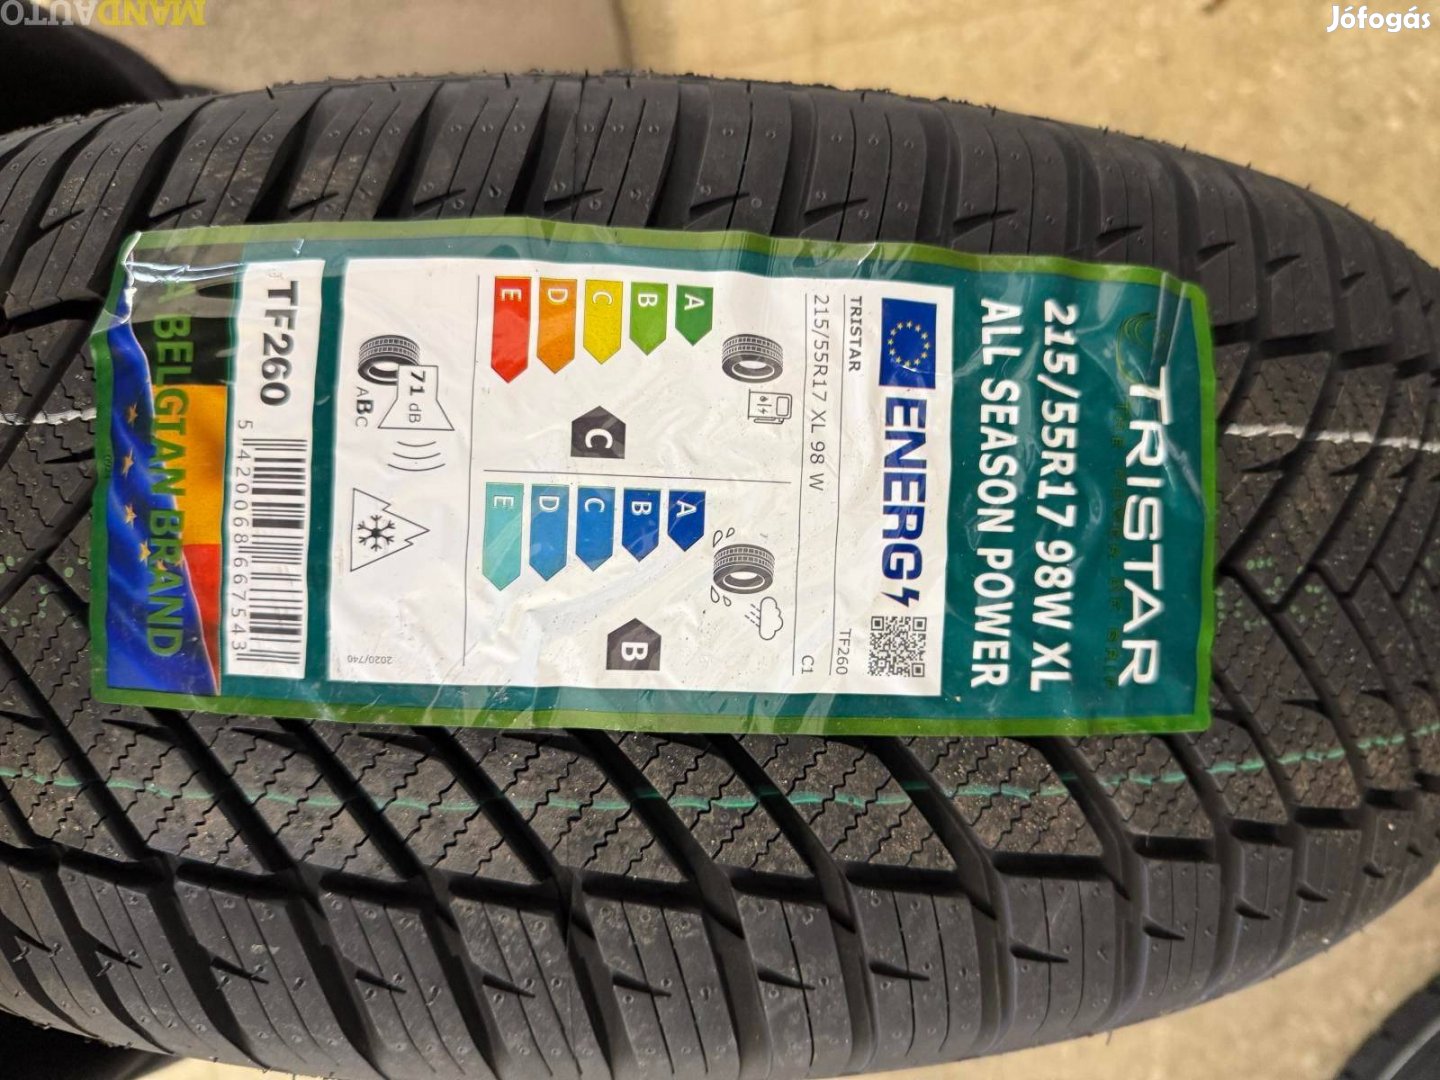 Jófogás
MANDAUTO
TRISTAR
215/55R17 98W XL
ALL SEASON POWER
ENERG
TRISTAR
TF260
215/55R17 XL 98 W
C1
A
B
C
D
E
C
A
B
C
D
E
B
71 dB
ABC
2020/740
TF260
5 420068 667543
A BELGIAN BRAND